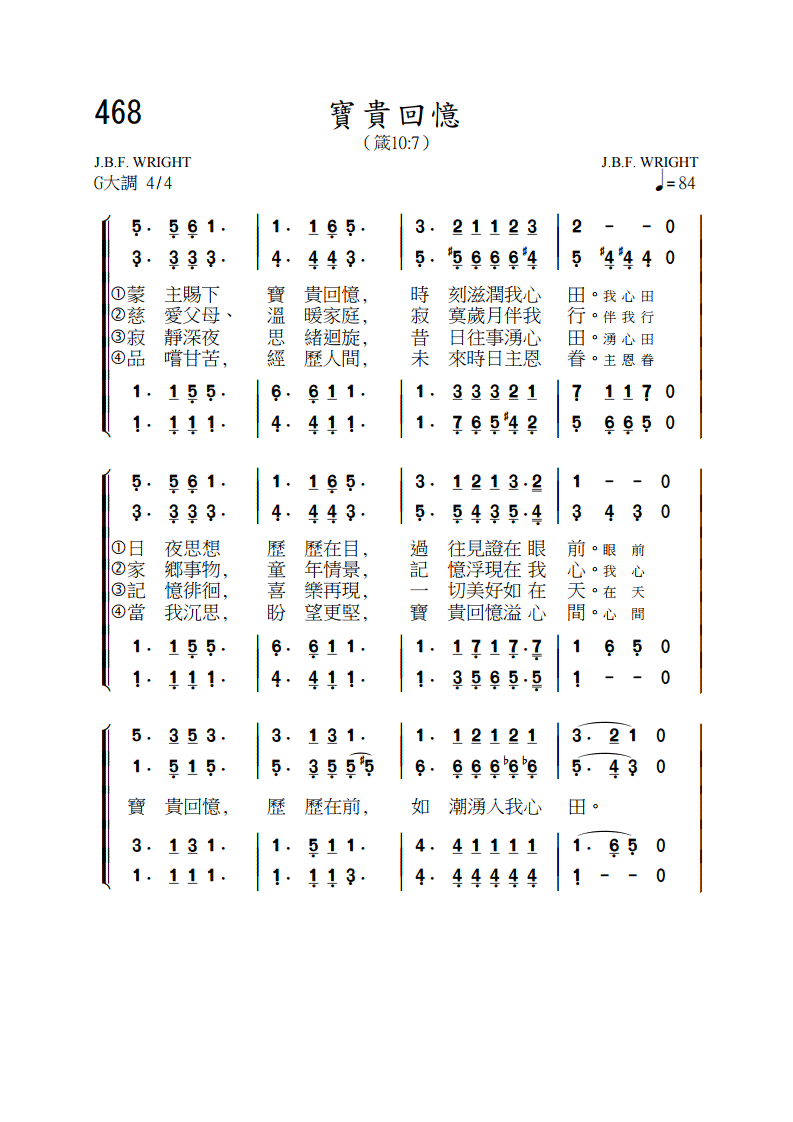 468
寶貴回憶
（箴10:7）
J.B.F. WRIGHT J.B.F. WRIGHT
G大調 4/4 ♩=84
5. 5 6 1. | 1. 1 6 5. | 3. 2 1 1 2 3 | 2 - - 0
3. 3 3 3. | 4. 4 4 3. | 5. #5 6 6 6 #4 | 5 #4 #4 4 0
①蒙 主賜下 寶 貴回憶， 時 刻滋潤我心 田。我心田
②慈 愛父母、 溫 暖家庭， 寂 寞歲月伴我 行。伴我行
③寂 靜深夜 思 緒迴旋， 昔 日往事湧心 田。湧心田
④品 嚐甘苦， 經 歷人間， 未 來時日主恩 眷。主恩眷
1. 1 5 5. | 6. 6 1 1. | 1. 3 3 3 2 1 | 7 1 1 7 0
1. 1 1 1. | 4. 4 1 1. | 1. 7 6 5 #4 2 | 5 6 6 5 0
5. 5 6 1. | 1. 1 6 5. | 3. 1 2 1 3. 2 | 1 - - 0
3. 3 3 3. | 4. 4 4 3. | 5. 5 4 3 5. 4 | 3 4 3 0
①日 夜思想 歷 歷在目， 過 往見證在 眼 前。眼 前
②家 鄉事物， 童 年情景， 記 憶浮現在 我 心。我 心
③記 憶徘徊， 喜 樂再現， 一 切美好如 在 天。在 天
④當 我沉思， 盼 望更堅， 寶 貴回憶溢 心 間。心 間
1. 1 5 5. | 6. 6 1 1. | 1. 1 7 1 7. 7 | 1 6 5 0
1. 1 1 1. | 4. 4 1 1. | 1. 3 5 6 5. 5 | 1 - - 0
5. 3 5 3. | 3. 1 3 1. | 1. 1 2 1 2 1 | 3. 2 1 0
1. 5 1 5. | 5. 3 5 5 #5 | 6. 6 6 6 ♭6 ♭6 | 5. 4 3 0
寶 貴回憶， 歷 歷在前， 如 潮湧入我心 田。
3. 1 3 1. | 1. 5 1 1. | 4. 4 1 1 1 1 | 1. 6 5 0
1. 1 1 1. | 1. 1 1 3. | 4. 4 4 4 4 4 | 1 - - 0